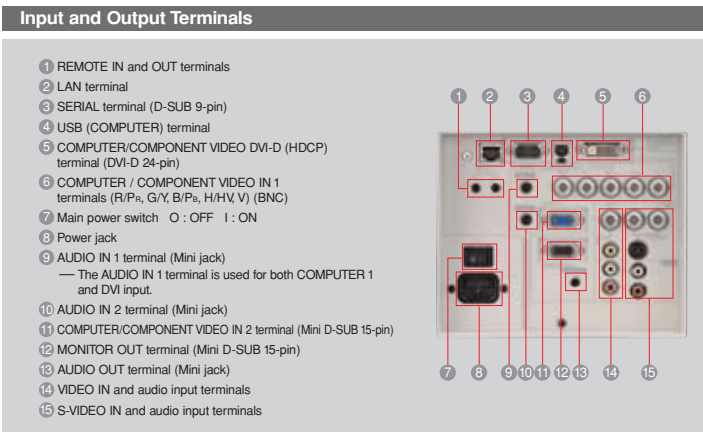 Input and Output Terminals
1 REMOTE IN and OUT terminals
2 LAN terminal
3 SERIAL terminal (D-SUB 9-pin)
4 USB (COMPUTER) terminal
5 COMPUTER/COMPONENT VIDEO DVI-D (HDCP)
terminal (DVI-D 24-pin)
6 COMPUTER / COMPONENT VIDEO IN 1
terminals (R/PR, G/Y, B/PB, H/HV, V) (BNC)
7 Main power switch O : OFF I : ON
8 Power jack
9 AUDIO IN 1 terminal (Mini jack)
— The AUDIO IN 1 terminal is used for both COMPUTER 1
and DVI input.
10 AUDIO IN 2 terminal (Mini jack)
11 COMPUTER/COMPONENT VIDEO IN 2 terminal (Mini D-SUB 15-pin)
12 MONITOR OUT terminal (Mini D-SUB 15-pin)
13 AUDIO OUT terminal (Mini jack)
14 VIDEO IN and audio input terminals
15 S-VIDEO IN and audio input terminals
1 2 3 4 5 6
7 8 9 10 11 12 13 14 15